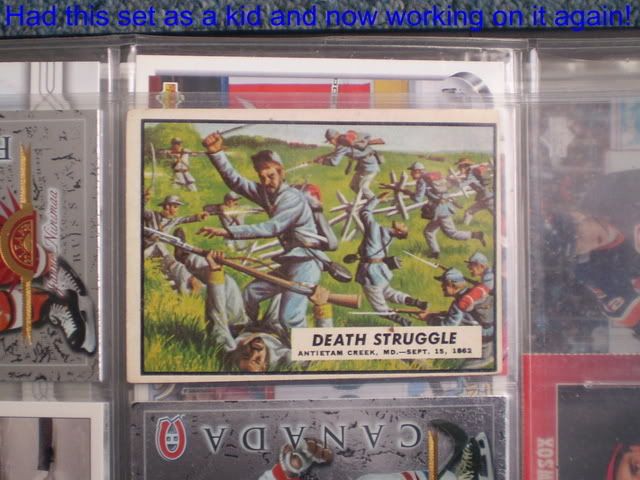 Had this set as a kid and now working on it again!
DEATH STRUGGLE
ANTIETAM CREEK, MD.—SEPT. 15, 1862
CANADA
WSOX